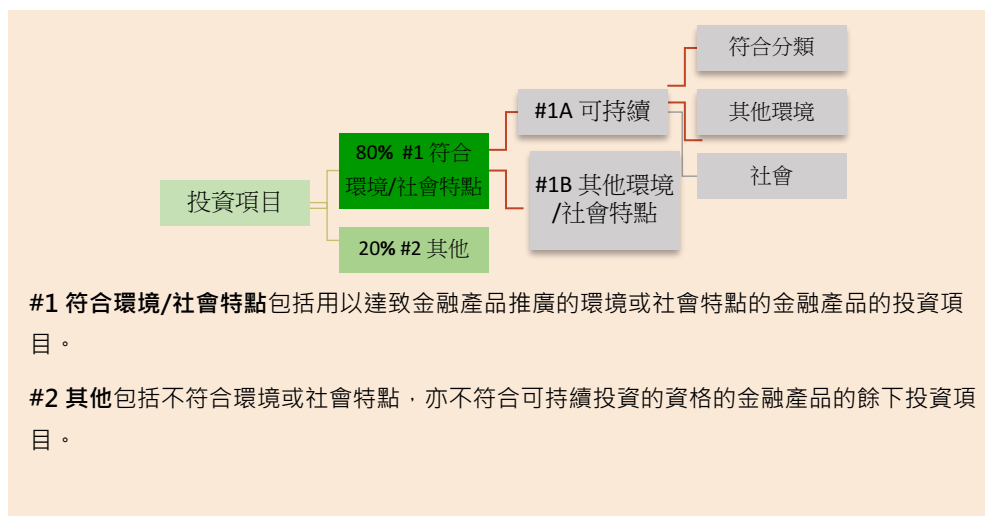 投資項目
80% #1 符合
環境/社會特點
20% #2 其他
#1A 可持續
#1B 其他環境
/社會特點
符合分類
其他環境
社會
#1 符合環境/社會特點包括用以達致金融產品推廣的環境或社會特點的金融產品的投資項
目。
#2 其他包括不符合環境或社會特點，亦不符合可持續投資的資格的金融產品的餘下投資項
目。